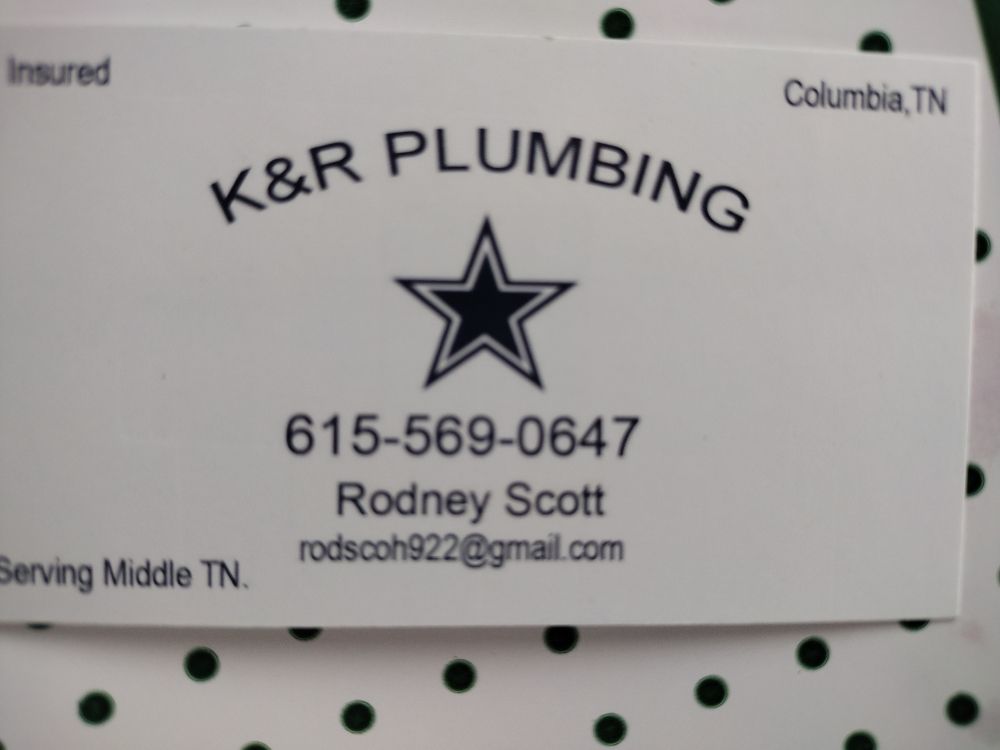 Insured
Columbia,TN
K&R PLUMBING
615-569-0647
Rodney Scott
rodscoh922@gmail.com
Serving Middle TN.